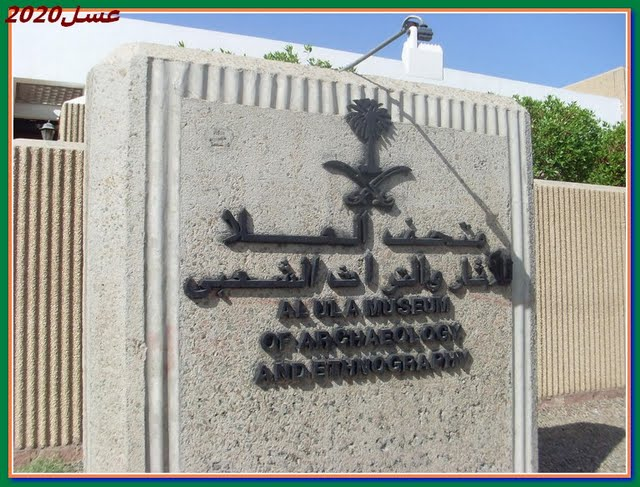 عسل2020
متحف العلا
للآثار والتراث الشعبي
AL ULA MUSEUM
OF ARCHAEOLOGY
AND ETHNOGRAPHY